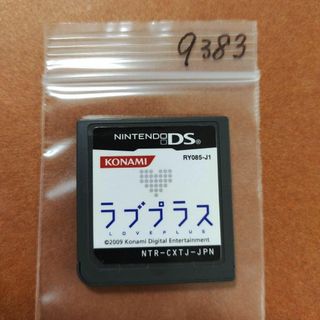 9383
NINTENDO DS
KONAMI
RY085-J1
ラブプラス
LOVEPLUS
©2009 Konami Digital Entertainment
NTR-CXTJ-JPN